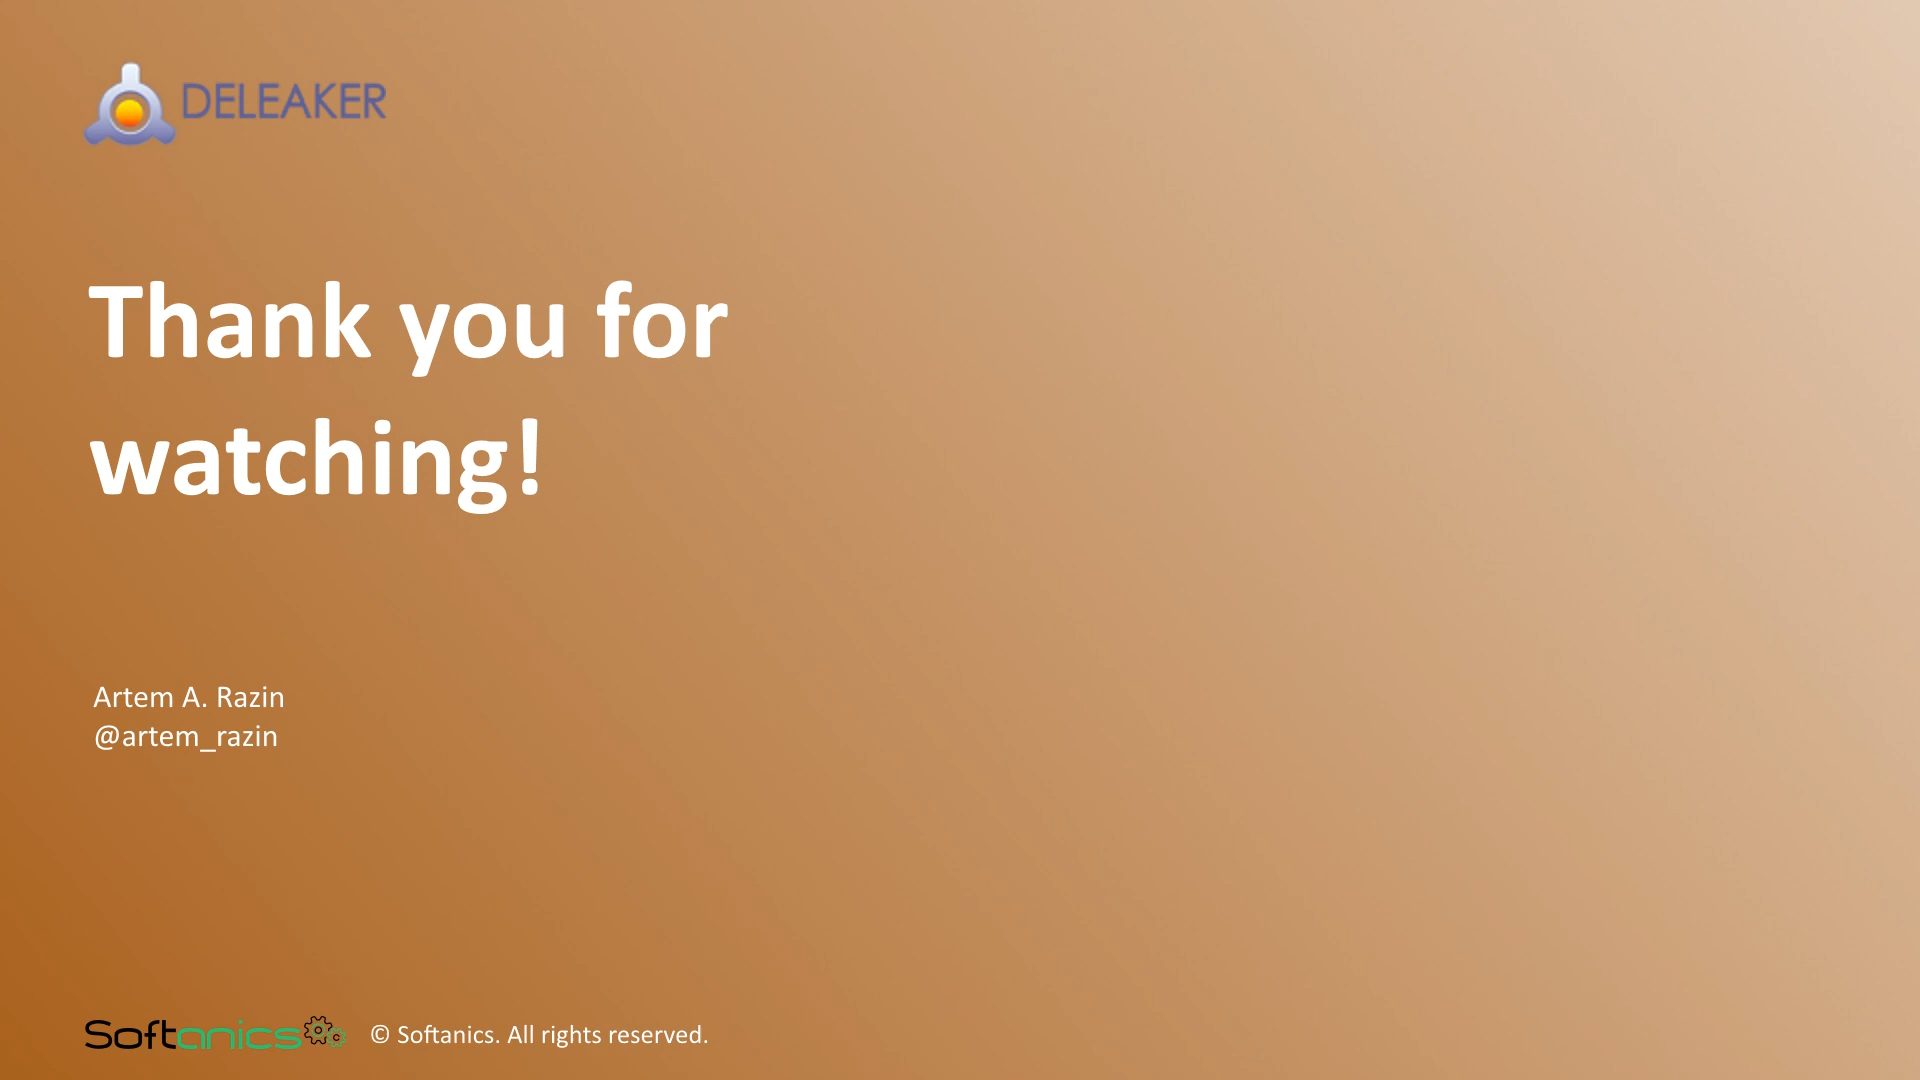 DELEAKER
Thank you for
watching!
Artem A. Razin
@artem_razin
Softanics
© Softanics. All rights reserved.